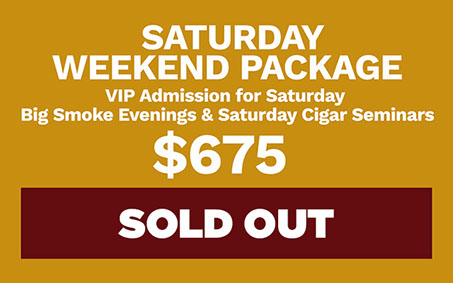 SATURDAY
WEEKEND PACKAGE
VIP Admission for Saturday
Big Smoke Evenings & Saturday Cigar Seminars
$675
SOLD OUT